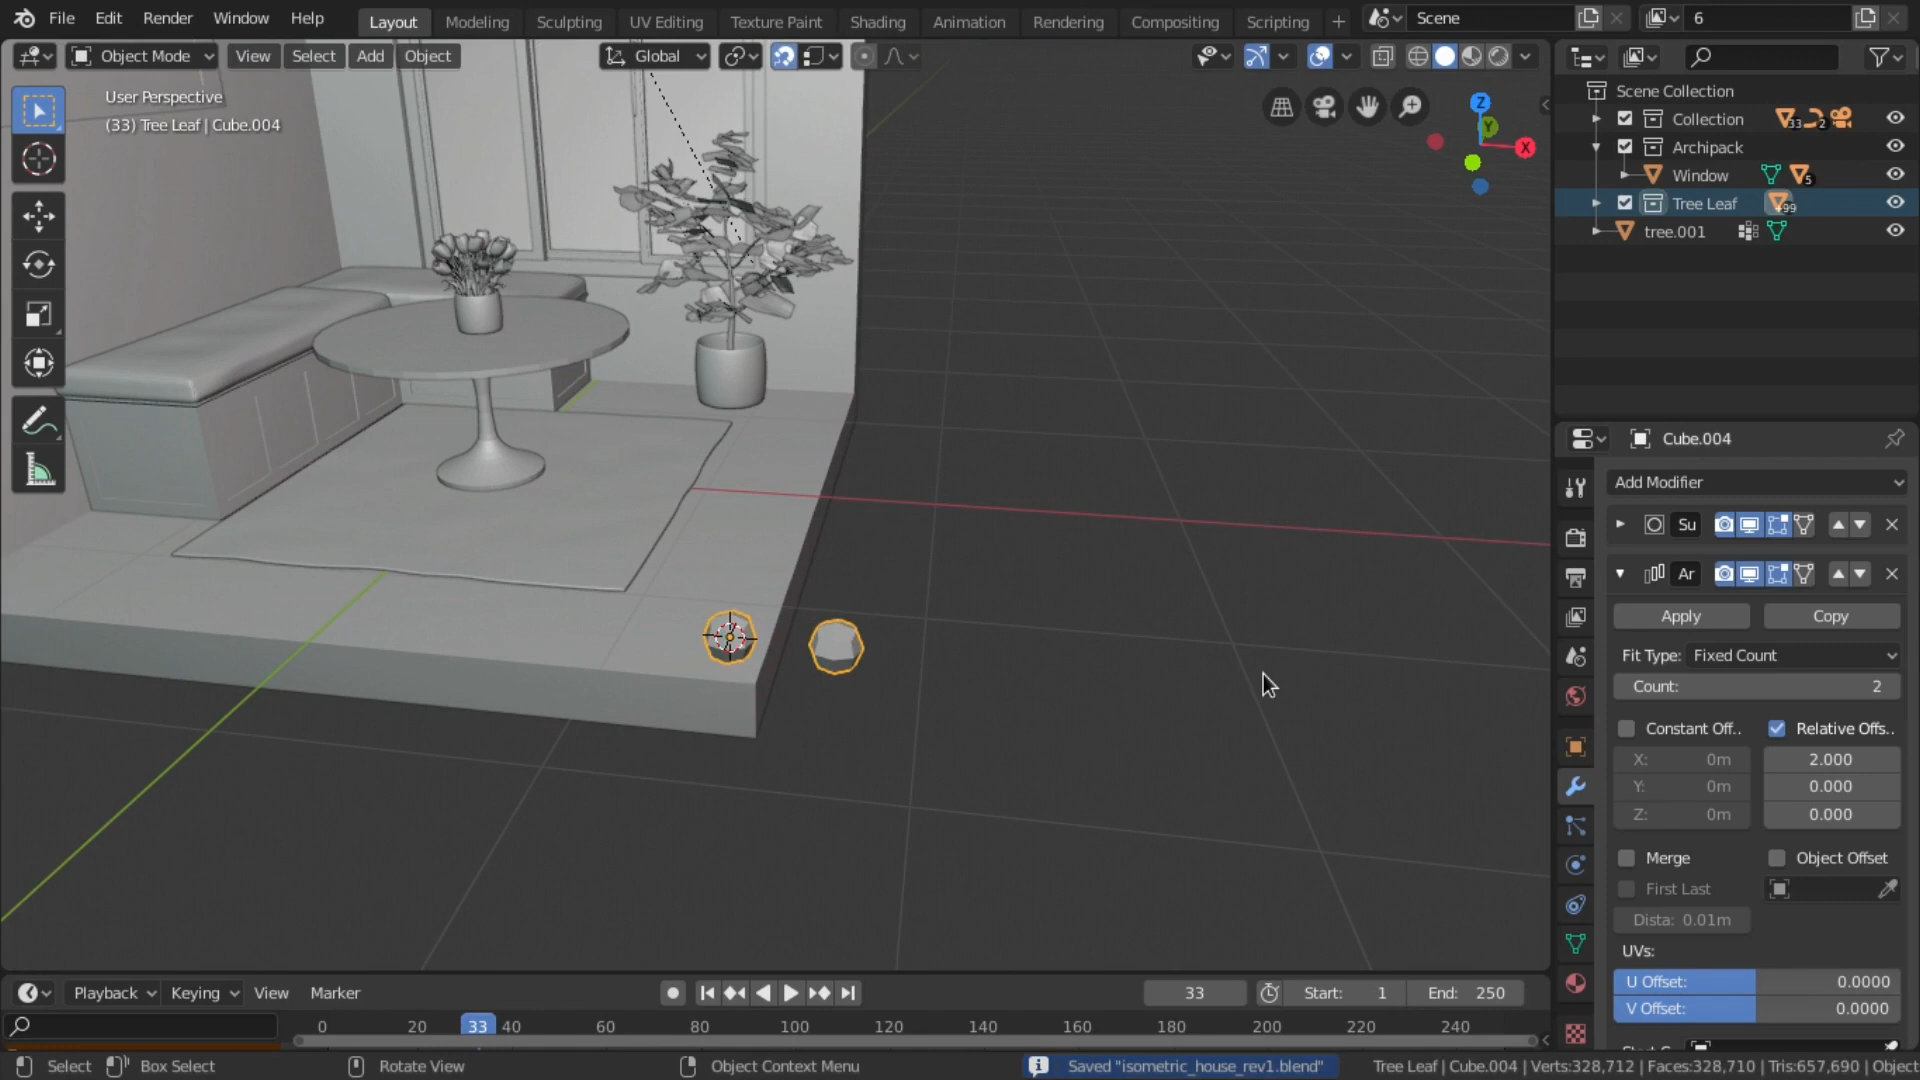 File Edit Render Window Help
Layout Modeling Sculpting UV Editing Texture Paint Shading Animation Rendering Compositing Scripting +
Scene
6
Object Mode View Select Add Object
Global
User Perspective
(33) Tree Leaf | Cube.004
Z
Y
X
Scene Collection
Collection 33 2
Archipack
Window 5
Tree Leaf +99
tree.001
Cube.004
Add Modifier
Su
Ar
Apply Copy
Fit Type: Fixed Count
Count: 2
Constant Off.. Relative Offs..
X: 0m 2.000
Y: 0m 0.000
Z: 0m 0.000
Merge Object Offset
First Last
Dista: 0.01m
UVs:
U Offset: 0.0000
V Offset: 0.0000
Playback Keying View Marker
33 Start: 1 End: 250
0 20 33 40 60 80 100 120 140 160 180 200 220 240
Select Box Select Rotate View Object Context Menu
Saved "isometric_house_rev1.blend"
Tree Leaf | Cube.004 | Verts:328,712 | Faces:328,710 | Tris:657,690 | Object